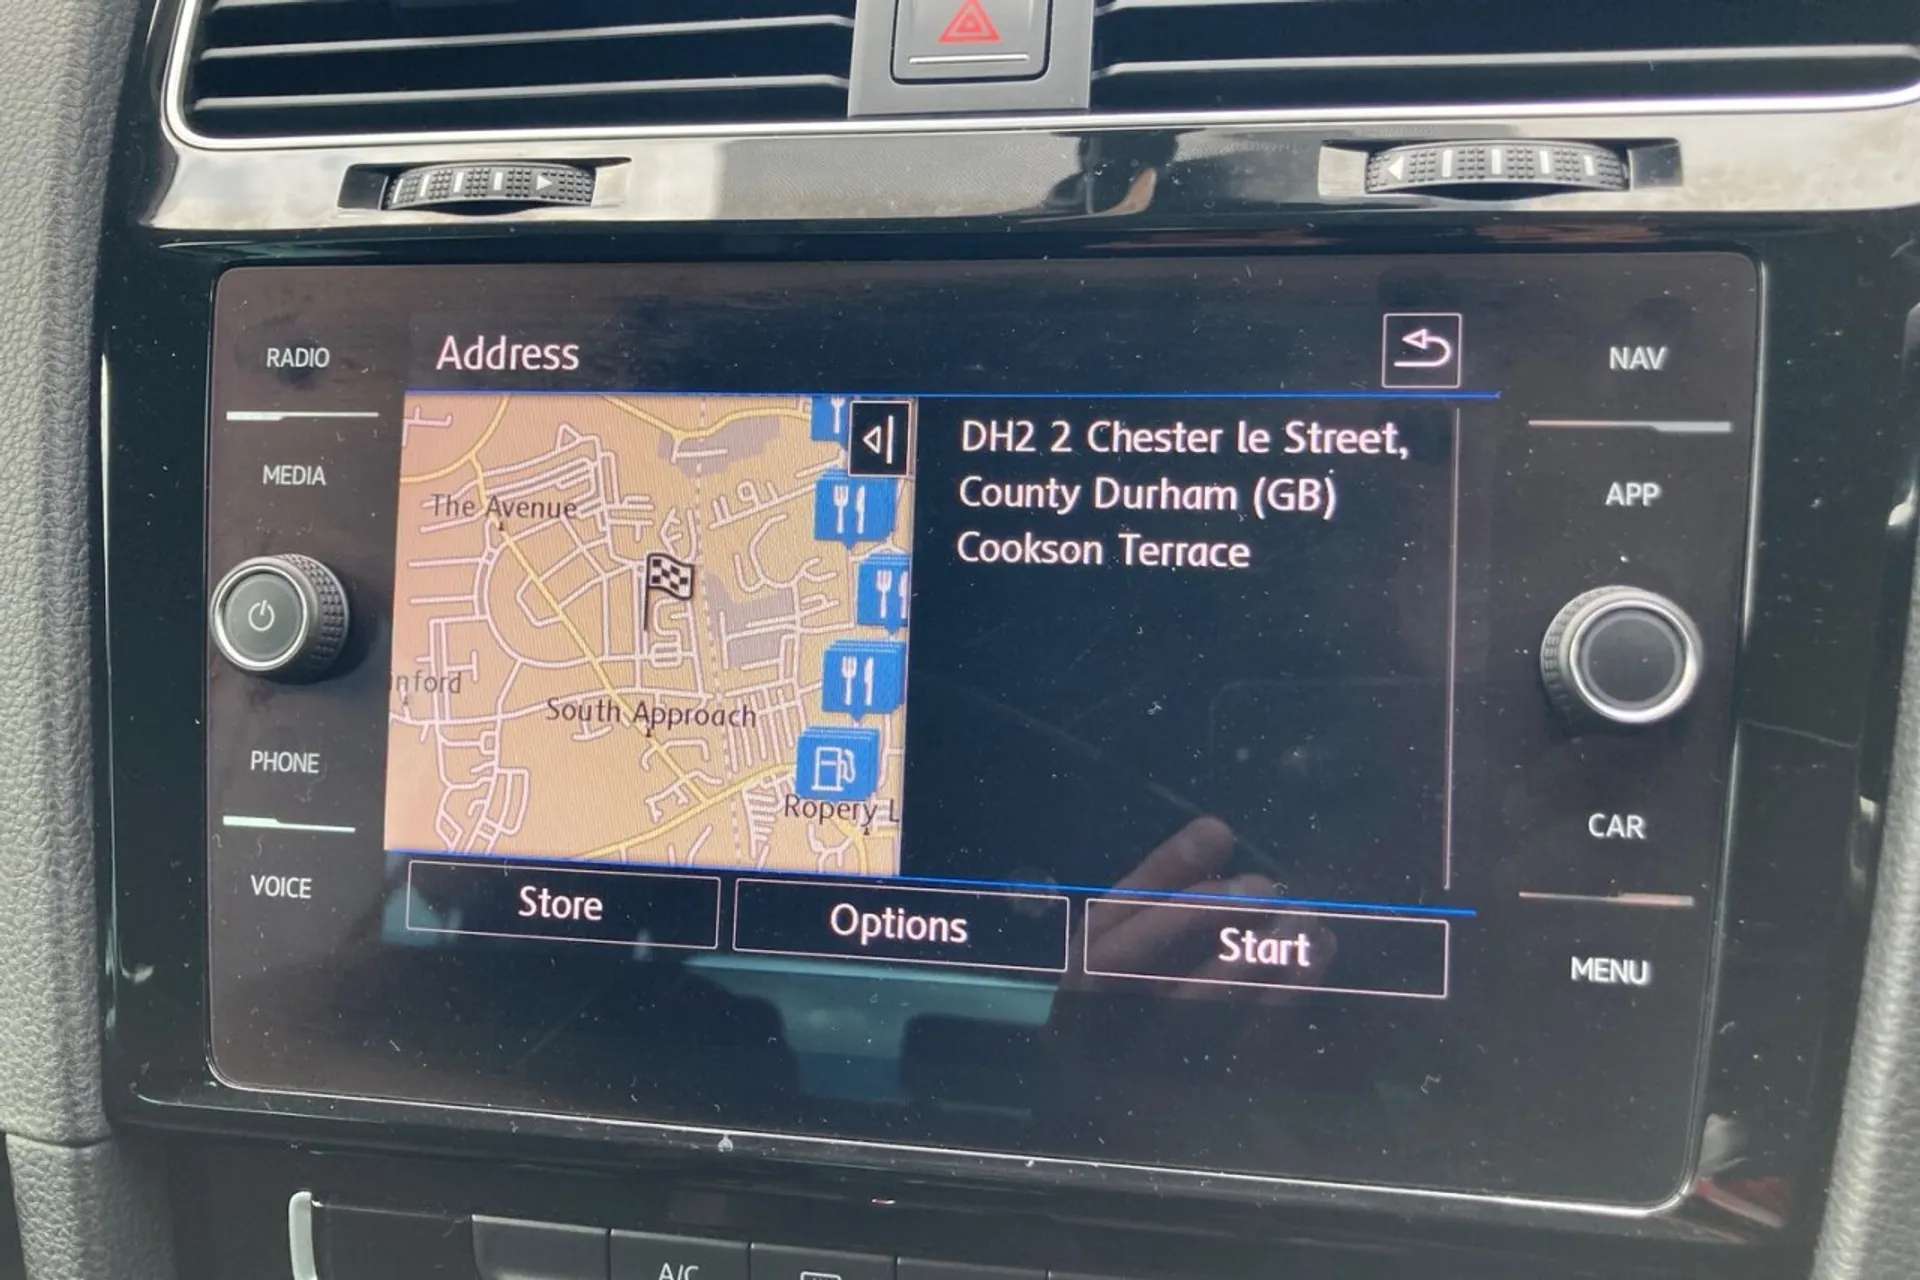 RADIO
MEDIA
PHONE
VOICE
Address
The Avenue
South Approach
Ropery L
DH2 2 Chester le Street,
County Durham (GB)
Cookson Terrace
Store
Options
Start
NAV
APP
CAR
MENU
A/C